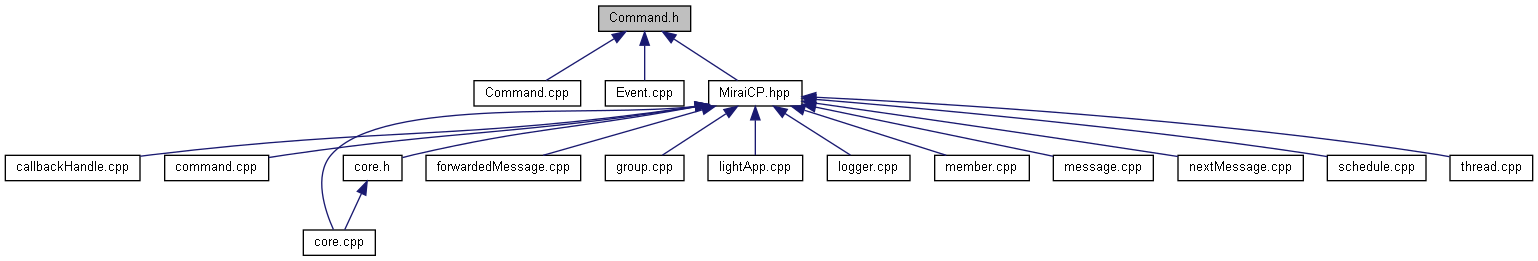 Command.h
Command.cpp
Event.cpp
MiraiCP.hpp
callbackHandle.cpp
command.cpp
core.h
forwardedMessage.cpp
group.cpp
lightApp.cpp
logger.cpp
member.cpp
message.cpp
nextMessage.cpp
schedule.cpp
thread.cpp
core.cpp